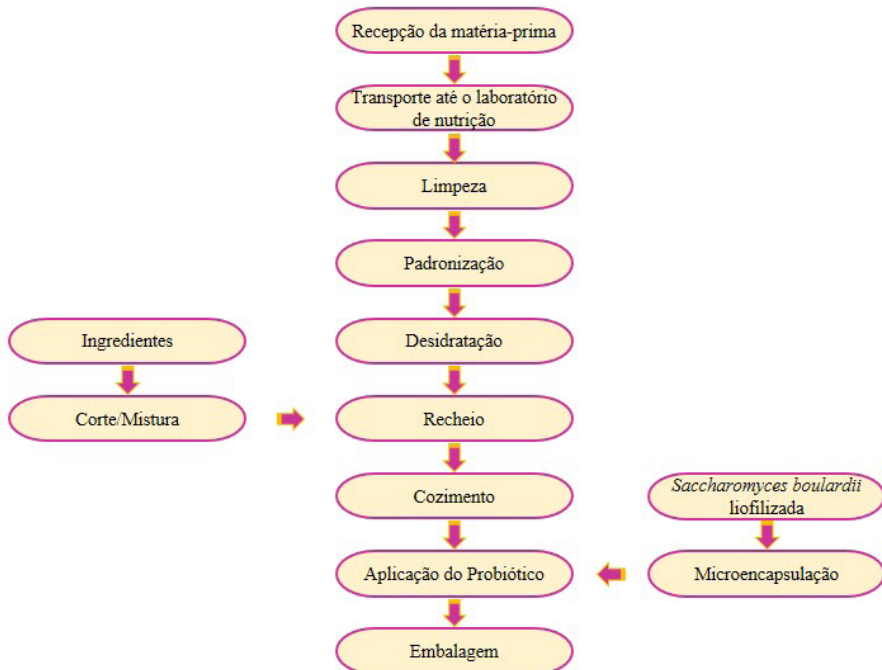 Recepção da matéria-prima
Transporte até o laboratório
de nutrição
Limpeza
Padronização
Ingredientes
Desidratação
Corte/Mistura
Recheio
Cozimento
Saccharomyces boulardii
liofilizada
Aplicação do Probiótico
Microencapsulação
Embalagem